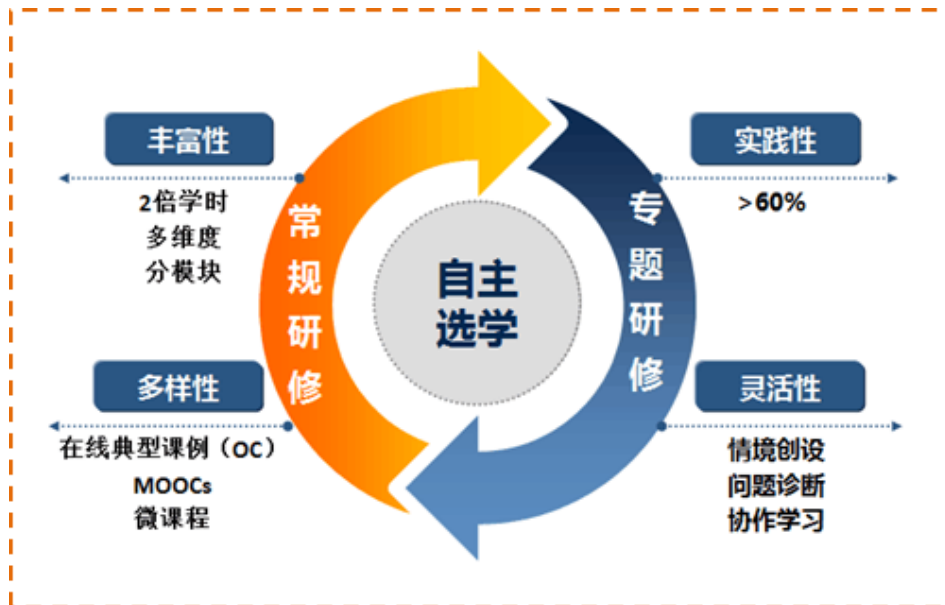 丰富性
2倍学时
多维度
分模块
多样性
在线典型课例（OC）
MOOCs
微课程
常规研修
自主
选学
专题研修
实践性
>60%
灵活性
情境创设
问题诊断
协作学习